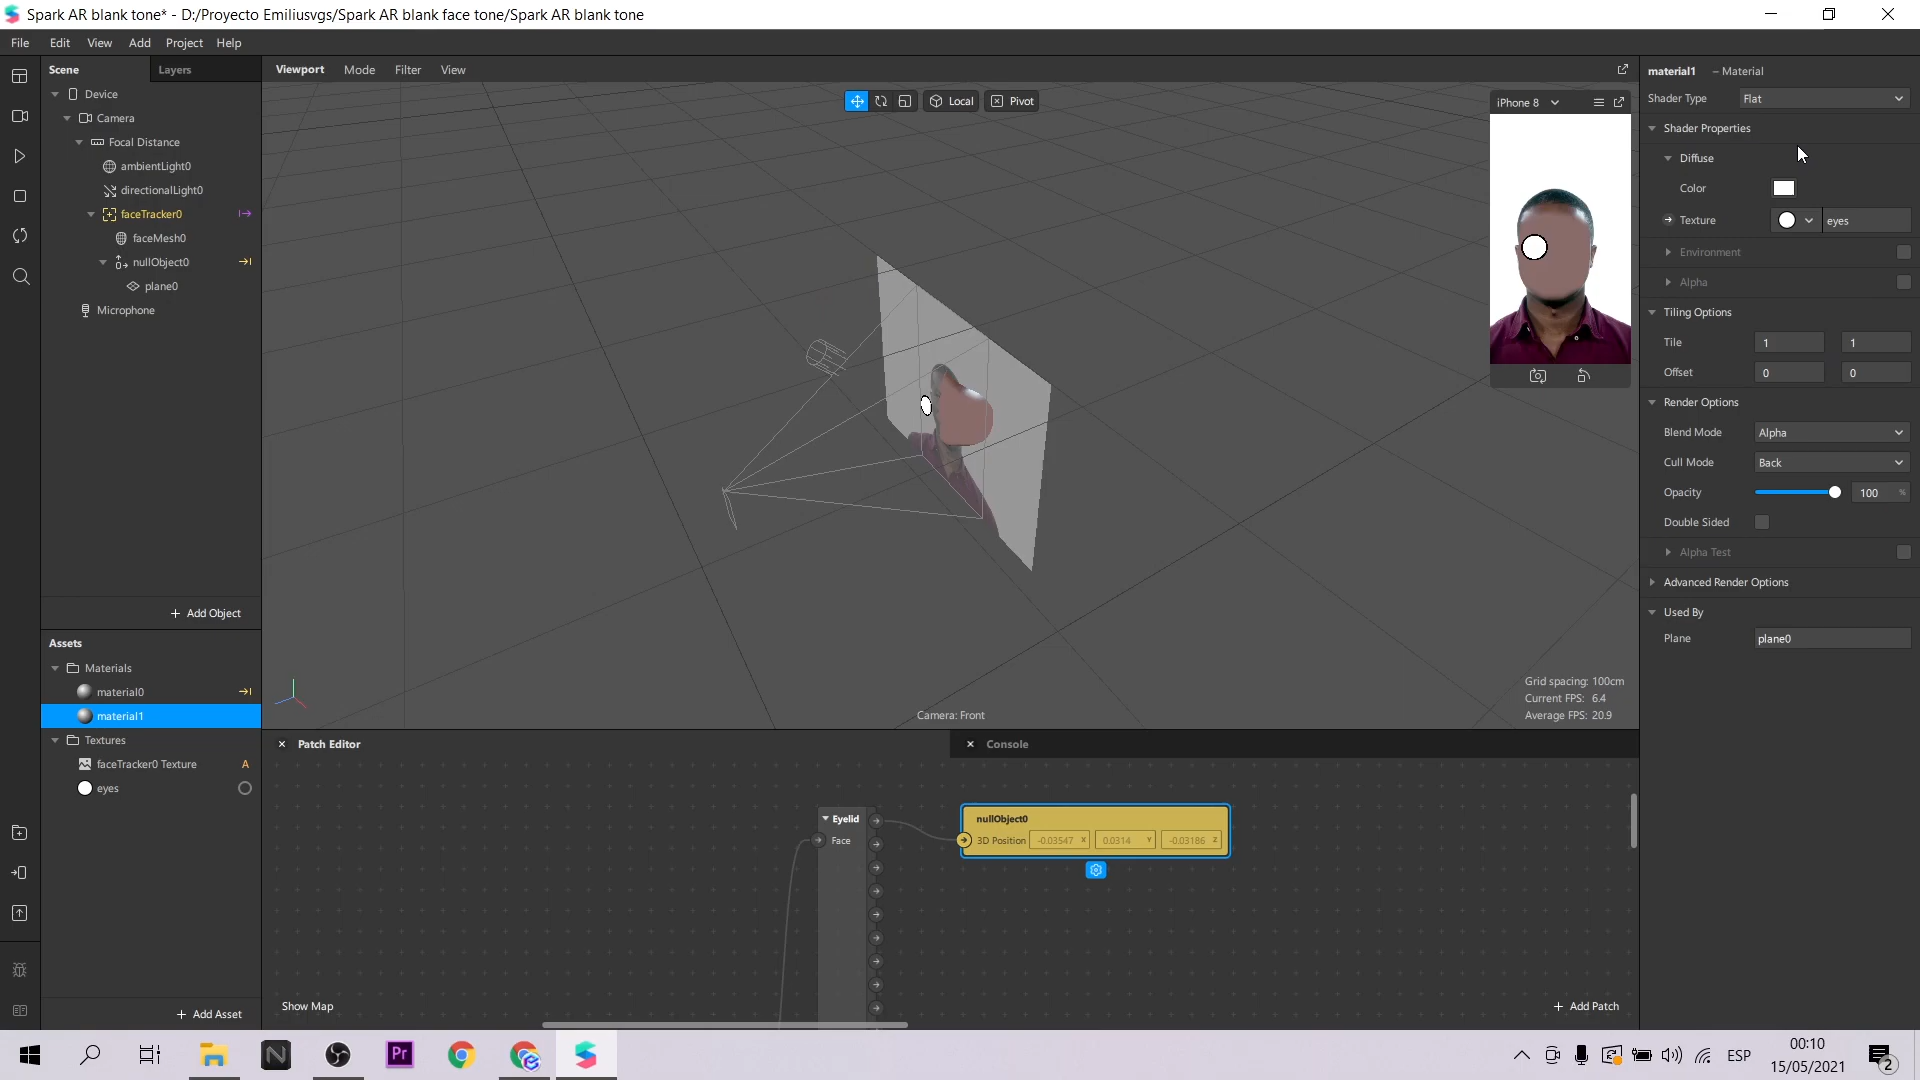 Spark AR blank tone* - D:/Proyecto Emiliusvgs/Spark AR blank face tone/Spark AR blank tone
File Edit View Add Project Help
Scene Layers
Device
Camera
Focal Distance
ambientLight0
directionalLight0
faceTracker0
faceMesh0
nullObject0
plane0
Microphone
+ Add Object
Assets
Materials
material0
material1
Textures
faceTracker0 Texture A
eyes
+ Add Asset
Viewport Mode Filter View
Local Pivot
iPhone 8
Grid spacing: 100cm
Current FPS: 6.4
Average FPS: 20.9
Camera: Front
Patch Editor
Console
Eyelid
Face
nullObject0
3D Position -0.03547 X 0.0314 Y -0.03186 Z
Show Map
+ Add Patch
material1 – Material
Shader Type Flat
Shader Properties
Diffuse
Color
Texture eyes
Environment
Alpha
Tiling Options
Tile 1 1
Offset 0 0
Render Options
Blend Mode Alpha
Cull Mode Back
Opacity 100 %
Double Sided
Alpha Test
Advanced Render Options
Used By
Plane plane0
N Pr
ESP
00:10
15/05/2021
2